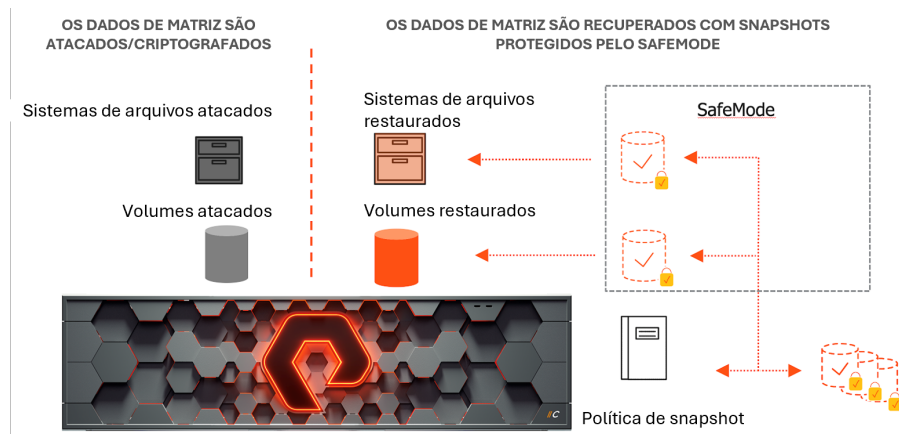 OS DADOS DE MATRIZ SÃO
ATACADOS/CRIPTOGRAFADOS
OS DADOS DE MATRIZ SÃO RECUPERADOS COM SNAPSHOTS
PROTEGIDOS PELO SAFEMODE
Sistemas de arquivos atacados
Sistemas de arquivos
restaurados
SafeMode
Volumes atacados
Volumes restaurados
//C
Política de snapshot